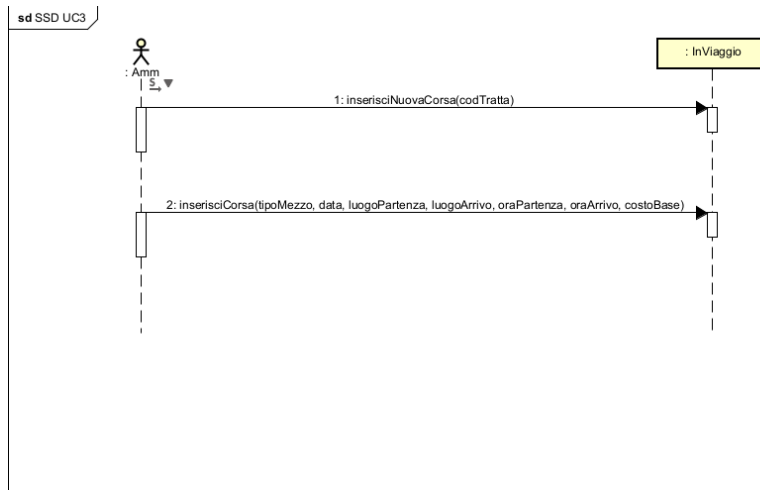 sd SSD UC3
: Amm
S
: InViaggio
1: inserisciNuovaCorsa(codTratta)
2: inserisciCorsa(tipoMezzo, data, luogoPartenza, luogoArrivo, oraPartenza, oraArrivo, costoBase)